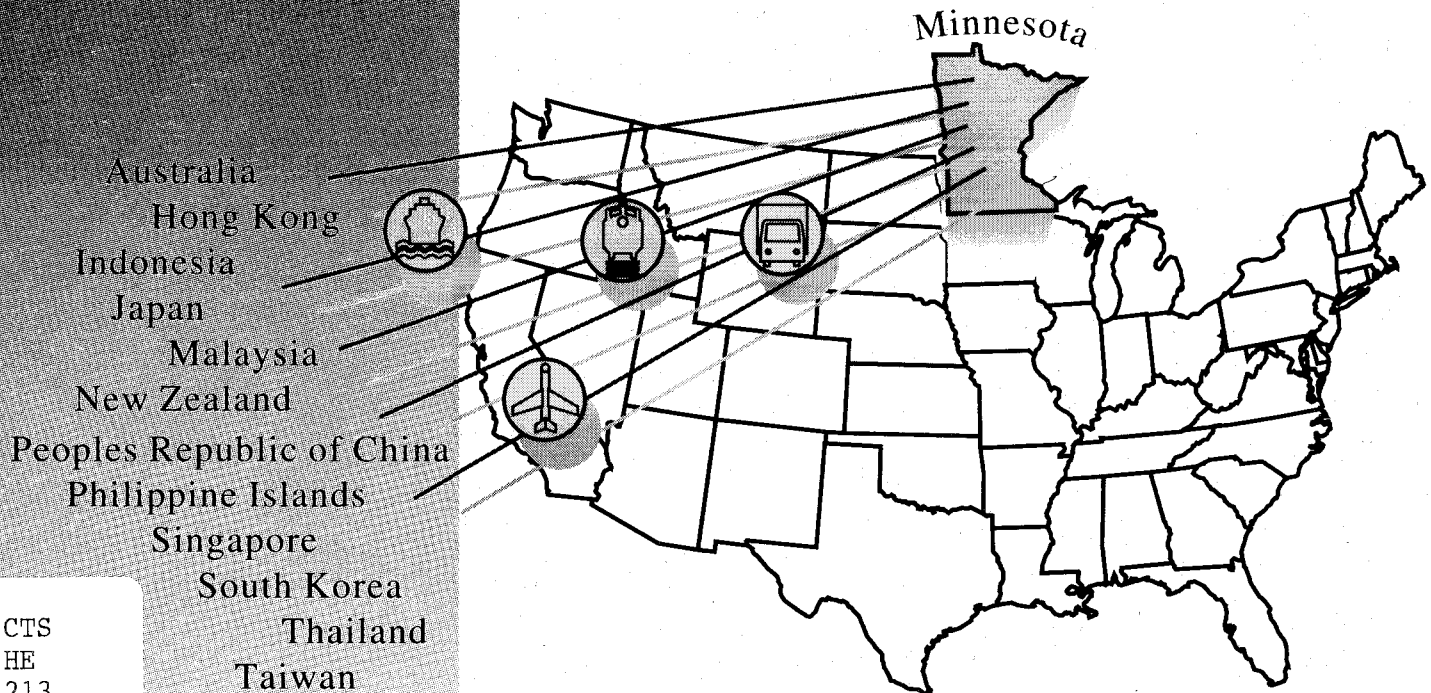 Minnesota
Australia
Hong Kong
Indonesia
Japan
Malaysia
New Zealand
Peoples Republic of China
Philippine Islands
Singapore
South Korea
Thailand
Taiwan
CTS
HE
213